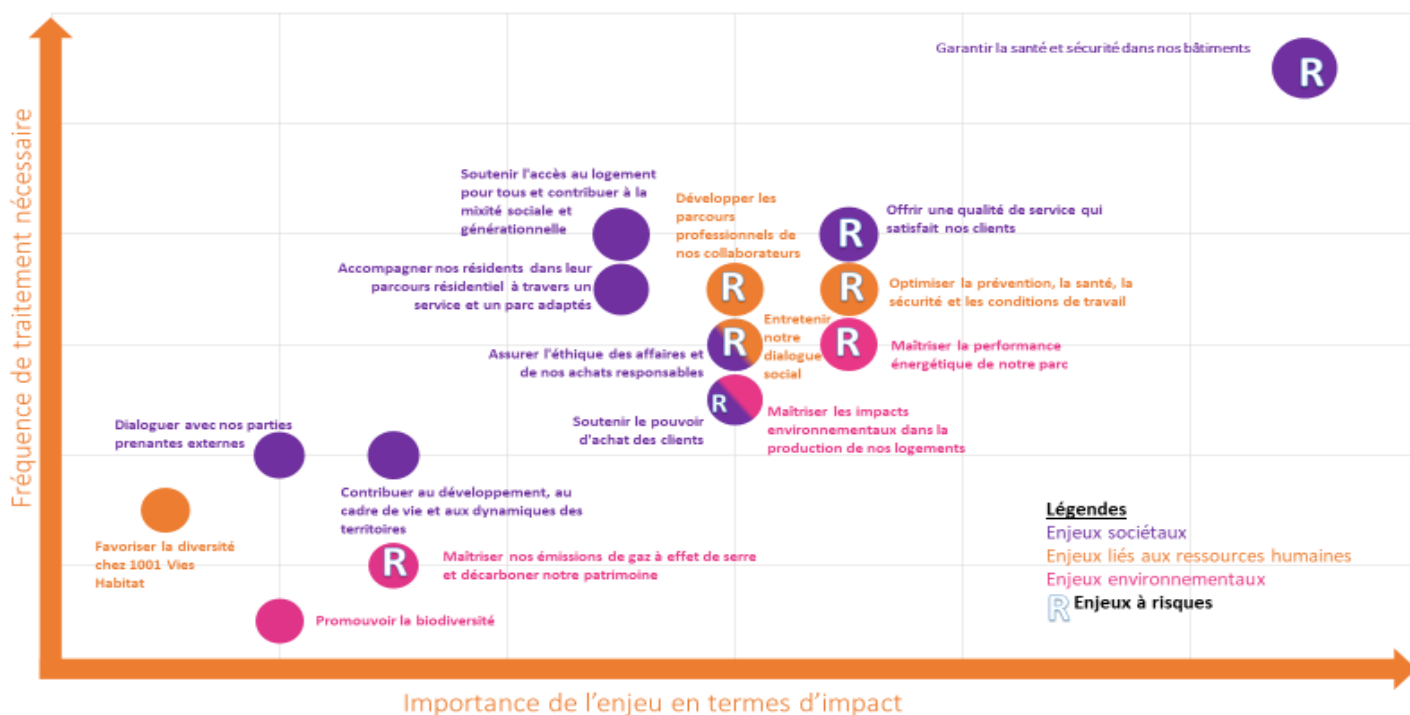 Fréquence de traitement nécessaire
Garantir la santé et sécurité dans nos bâtiments
R
Soutenir l'accès au logement
pour tous et contribuer à la
mixité sociale et
générationnelle
Développer les
parcours
professionnels de
nos collaborateurs
R
Offrir une qualité de service qui
satisfait nos clients
Accompagner nos résidents dans leur
parcours résidentiel à travers un
service et un parc adaptés
R
R
Optimiser la prévention, la santé, la
sécurité et les conditions de travail
Assurer l'éthique des affaires et
de nos achats responsables
R
Entretenir
notre
dialogue
social
R
Maîtriser la performance
énergétique de notre parc
Soutenir le pouvoir
d'achat des clients
R
Maîtriser les impacts
environnementaux dans la
production de nos logements
Dialoguer avec nos parties
prenantes externes
Contribuer au développement, au
cadre de vie et aux dynamiques des
territoires
Favoriser la diversité
chez 1001 Vies
Habitat
R
Maîtriser nos émissions de gaz à effet de serre
et décarboner notre patrimoine
Promouvoir la biodiversité
Légendes
Enjeux sociétaux
Enjeux liés aux ressources humaines
Enjeux environnementaux
R Enjeux à risques
Importance de l'enjeu en termes d'impact